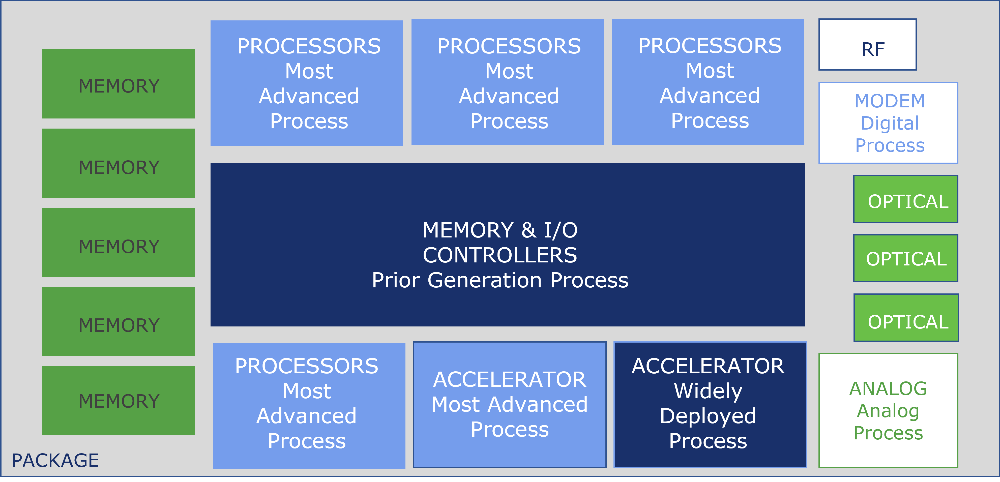 MEMORY
MEMORY
MEMORY
MEMORY
MEMORY
PROCESSORS
Most
Advanced
Process
PROCESSORS
Most
Advanced
Process
PROCESSORS
Most
Advanced
Process
MEMORY & I/O
CONTROLLERS
Prior Generation Process
PROCESSORS
Most
Advanced
Process
ACCELERATOR
Most Advanced
Process
ACCELERATOR
Widely
Deployed
Process
RF
MODEM
Digital
Process
OPTICAL
OPTICAL
OPTICAL
ANALOG
Analog
Process
PACKAGE